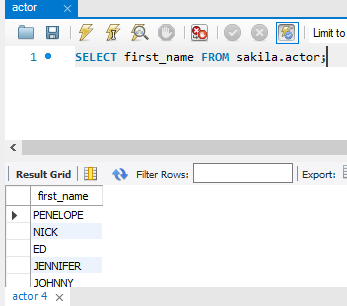 actor
Limit to
1 SELECT first_name FROM sakila.actor;
Result Grid Filter Rows: Export:
first_name
PENELOPE
NICK
ED
JENNIFER
JOHNNY
actor 4